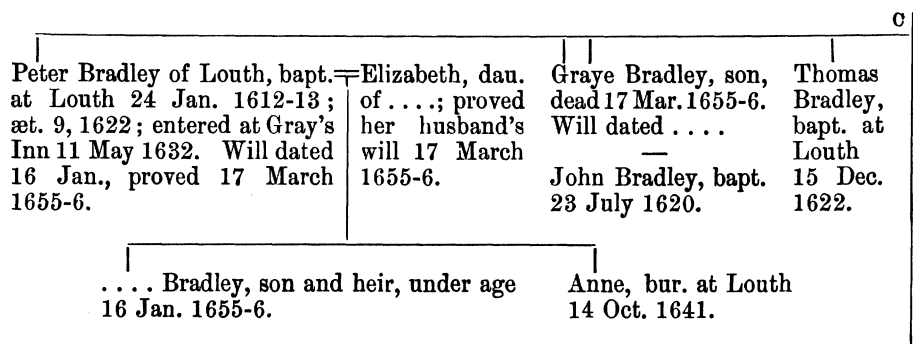 C
Peter Bradley of Louth, bapt.
at Louth 24 Jan. 1612-13;
æt. 9, 1622; entered at Gray's
Inn 11 May 1632. Will dated
16 Jan., proved 17 March
1655-6.
Elizabeth, dau.
of . . . .; proved
her husband's
will 17 March
1655-6.
Graye Bradley, son,
dead 17 Mar. 1655-6.
Will dated . . . .
—
John Bradley, bapt.
23 July 1620.
Thomas
Bradley,
bapt. at
Louth
15 Dec.
1622.
. . . . Bradley, son and heir, under age
16 Jan. 1655-6.
Anne, bur. at Louth
14 Oct. 1641.